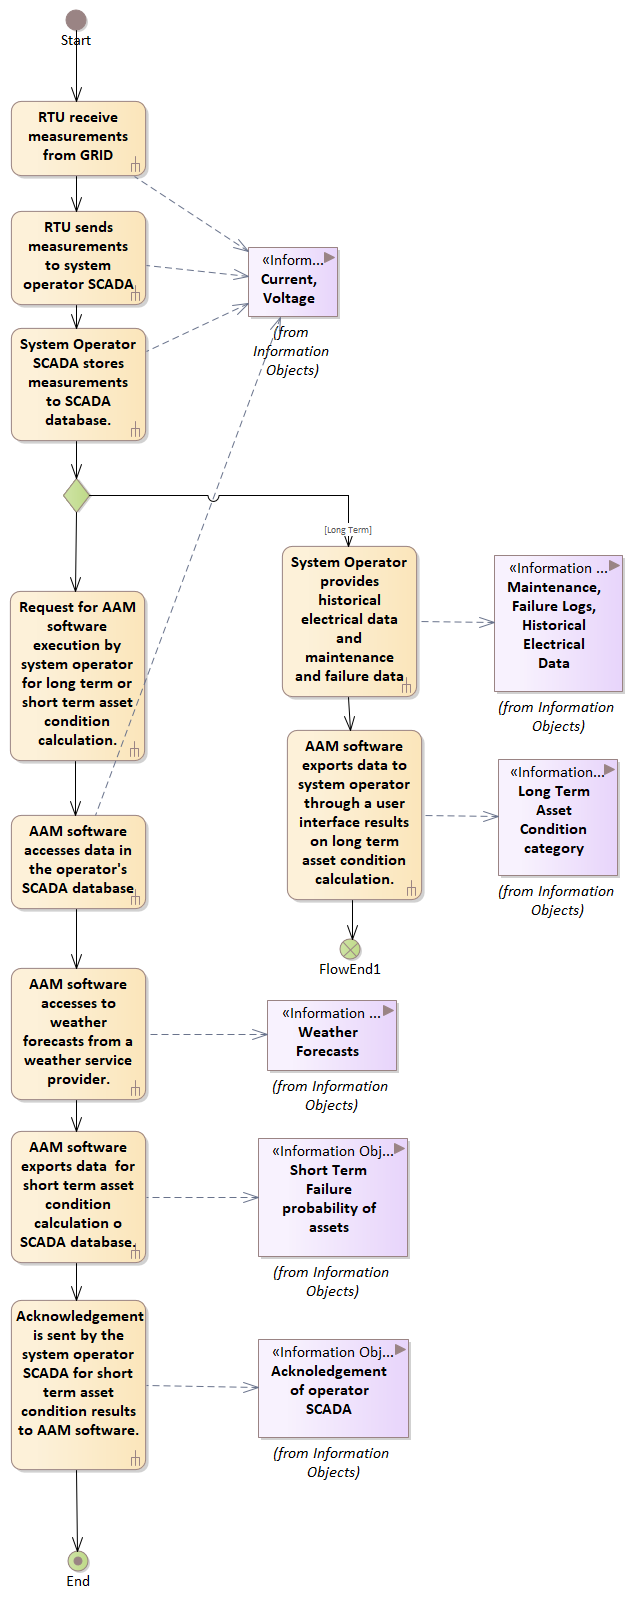 Start
RTU receive
measurements
from GRID
RTU sends
measurements
to system
operator SCADA
«Inform...
Current,
Voltage
(from
Information
Objects)
System Operator
SCADA stores
measurements
to SCADA
database.
[Long Term]
System Operator
provides
historical
electrical data
and
maintenance
and failure data
«Information ...
Maintenance,
Failure Logs,
Historical
Electrical
Data
(from Information
Objects)
Request for AAM
software
execution by
system operator
for long term or
short term asset
condition
calculation.
AAM software
exports data to
system operator
through a user
interface results
on long term
asset condition
calculation.
«Information...
Long Term
Asset
Condition
category
(from Information
Objects)
AAM software
accesses data in
the operator's
SCADA database
FlowEnd1
AAM software
accesses to
weather
forecasts from a
weather service
provider.
«Information ...
Weather
Forecasts
(from Information
Objects)
AAM software
exports data  for
short term asset
condition
calculation o
SCADA database.
«Information Obj...
Short Term
Failure
probability of
assets
(from Information
Objects)
Acknowledgement
is sent by the
system operator
SCADA for short
term asset
condition results
to AAM software.
«Information Obj...
Acknoledgement
of operator
SCADA
(from Information
Objects)
End